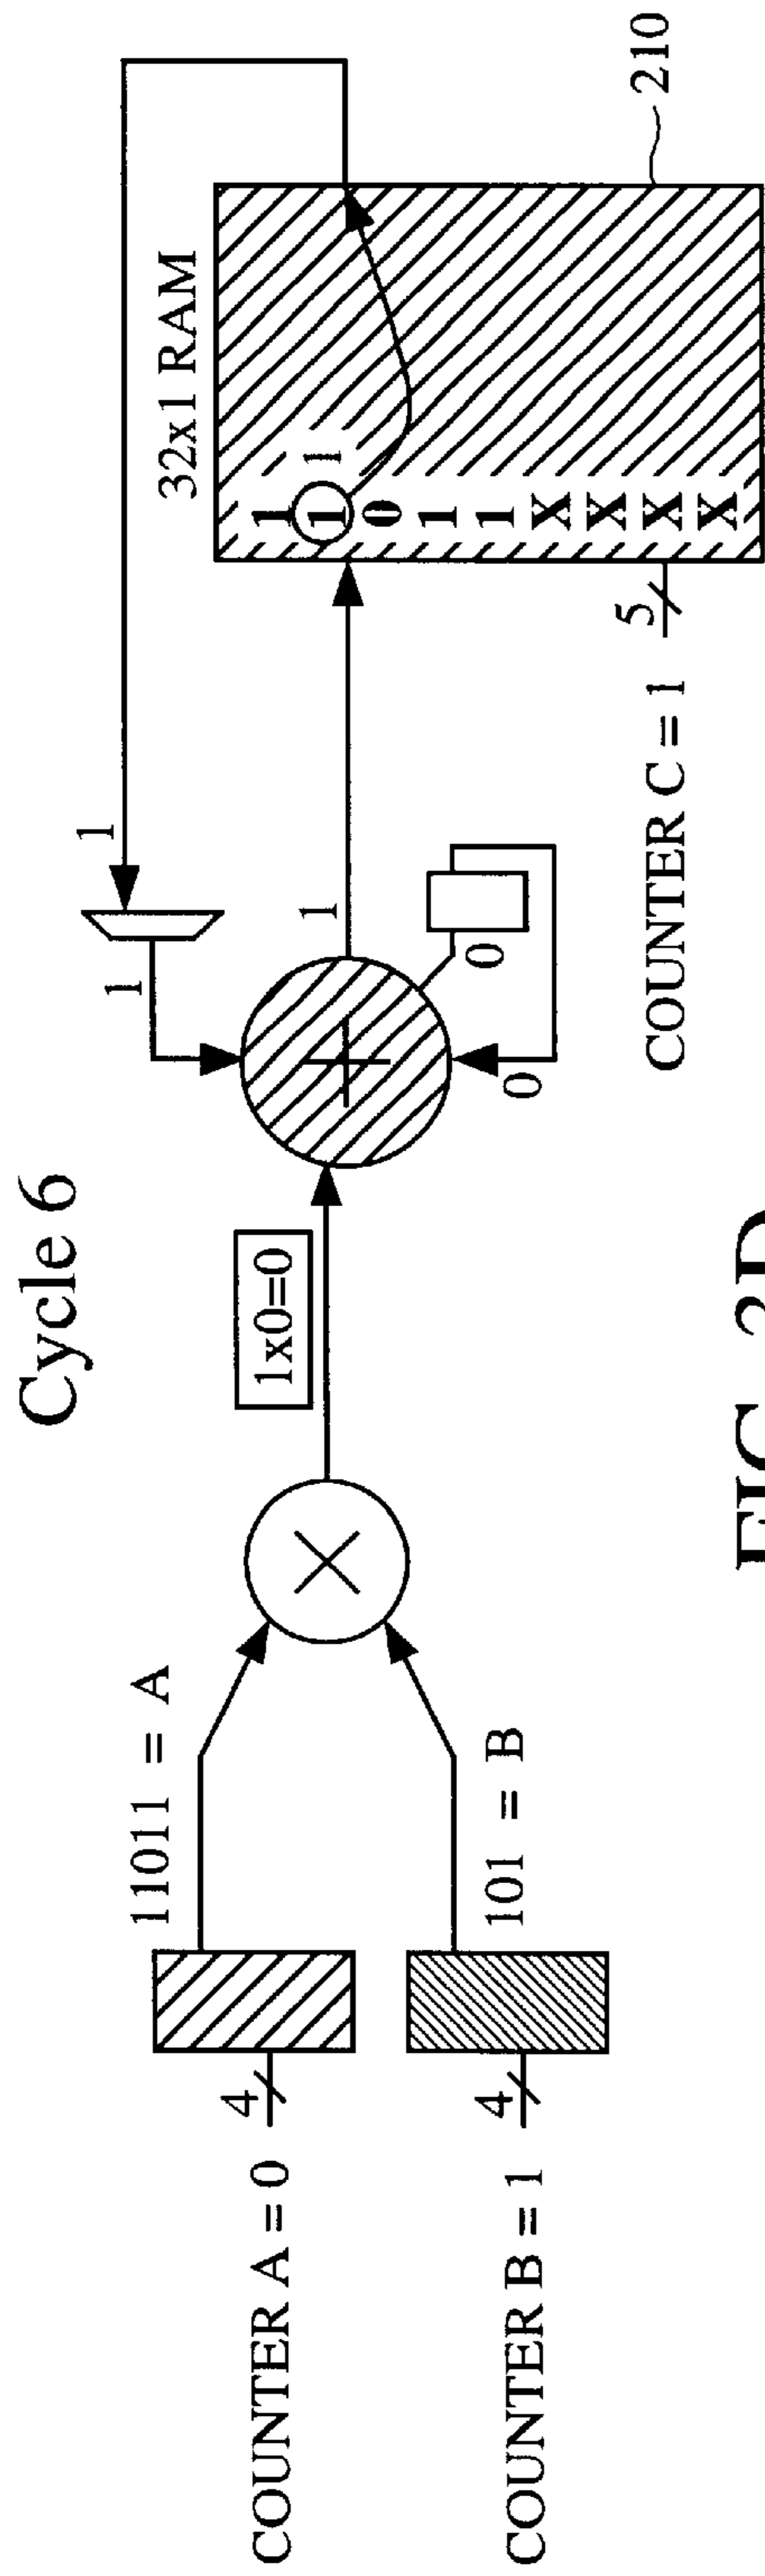 Cycle 6
COUNTER A = 0
4
11011 = A
COUNTER B = 1
4
101 = B
1x0=0
1
1
1
0
0
32x1 RAM
1
1 1
0
1
1
X
X
X
X
5
COUNTER C = 1
210